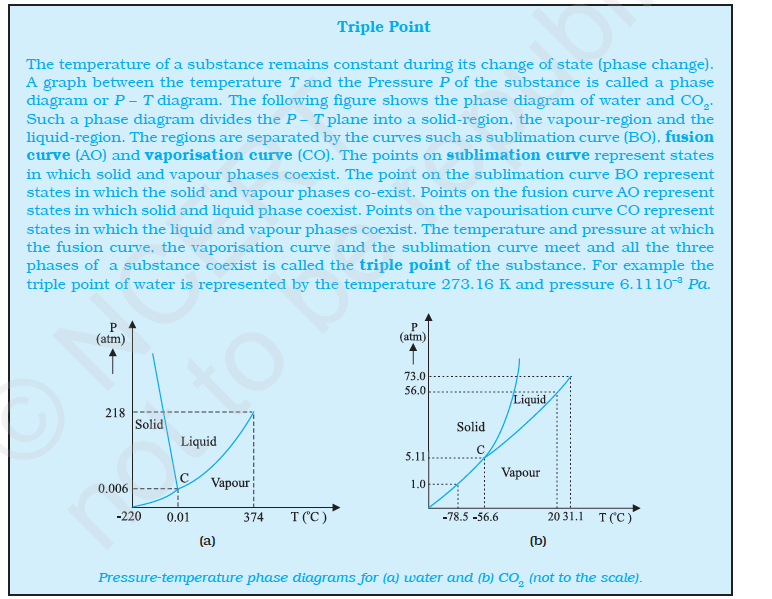 Triple Point
The temperature of a substance remains constant during its change of state (phase change).
A graph between the temperature T and the Pressure P of the substance is called a phase
diagram or P – T diagram. The following figure shows the phase diagram of water and CO₂.
Such a phase diagram divides the P – T plane into a solid-region, the vapour-region and the
liquid-region. The regions are separated by the curves such as sublimation curve (BO), fusion
curve (AO) and vaporisation curve (CO). The points on sublimation curve represent states
in which solid and vapour phases coexist. The point on the sublimation curve BO represent
states in which the solid and vapour phases co-exist. Points on the fusion curve AO represent
states in which solid and liquid phase coexist. Points on the vapourisation curve CO represent
states in which the liquid and vapour phases coexist. The temperature and pressure at which
the fusion curve, the vaporisation curve and the sublimation curve meet and all the three
phases of a substance coexist is called the triple point of the substance. For example the
triple point of water is represented by the temperature 273.16 K and pressure 6.1110⁻³ Pa.
P
(atm)
218
Solid
Liquid
C
Vapour
0.006
-220 0.01 374 T (°C )
(a)
P
(atm)
73.0
56.0
Liquid
Solid
C
5.11
Vapour
1.0
-78.5 -56.6 20 31.1 T (°C )
(b)
Pressure-temperature phase diagrams for (a) water and (b) CO₂ (not to the scale).
© NCERT
not to be republi